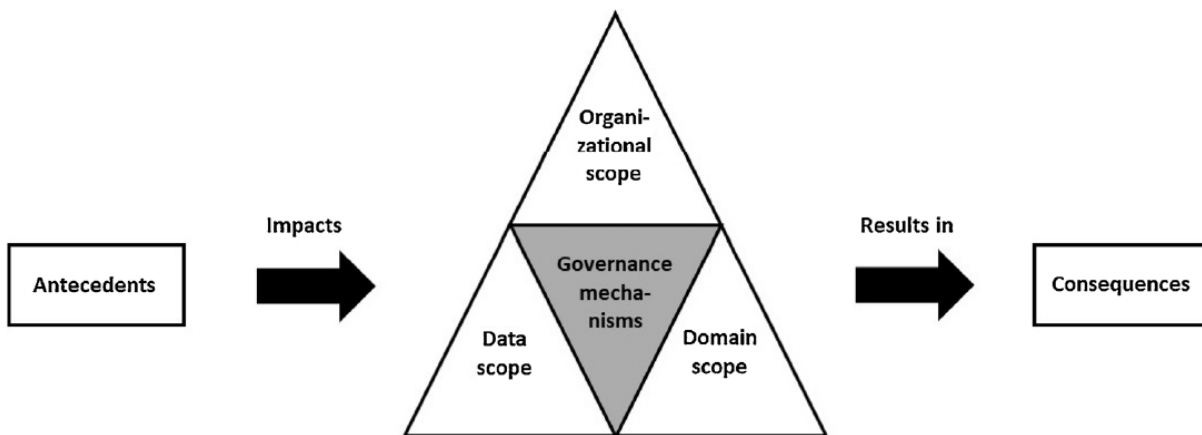 Antecedents
Impacts
Organi-
zational
scope
Governance
mecha-
nisms
Data
scope
Domain
scope
Results in
Consequences